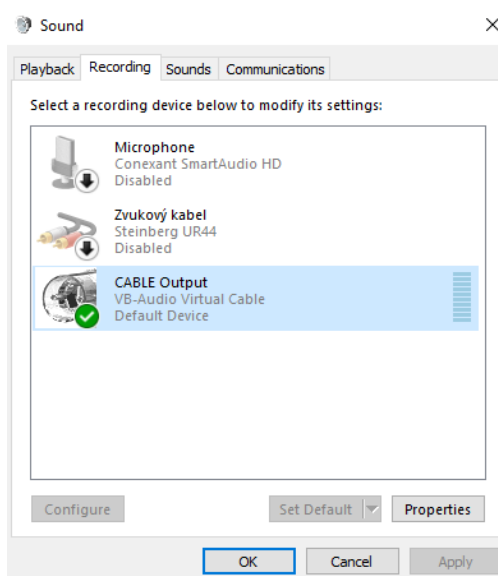 Sound
Playback Recording Sounds Communications
Select a recording device below to modify its settings:
Microphone
Conexant SmartAudio HD
Disabled
Zvukový kabel
Steinberg UR44
Disabled
CABLE Output
VB-Audio Virtual Cable
Default Device
Configure Set Default Properties
OK Cancel Apply